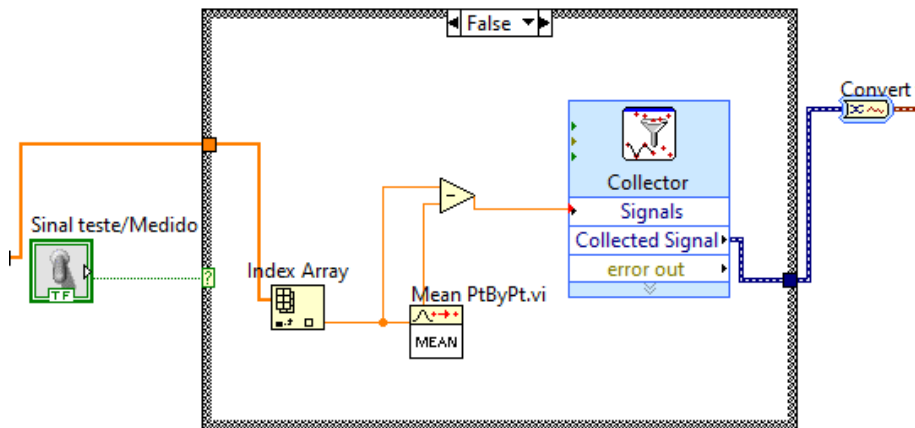 False
Convert
Collector
Signals
Collected Signal
error out
Sinal teste/Medido
TF
?
Index Array
Mean PtByPt.vi
MEAN